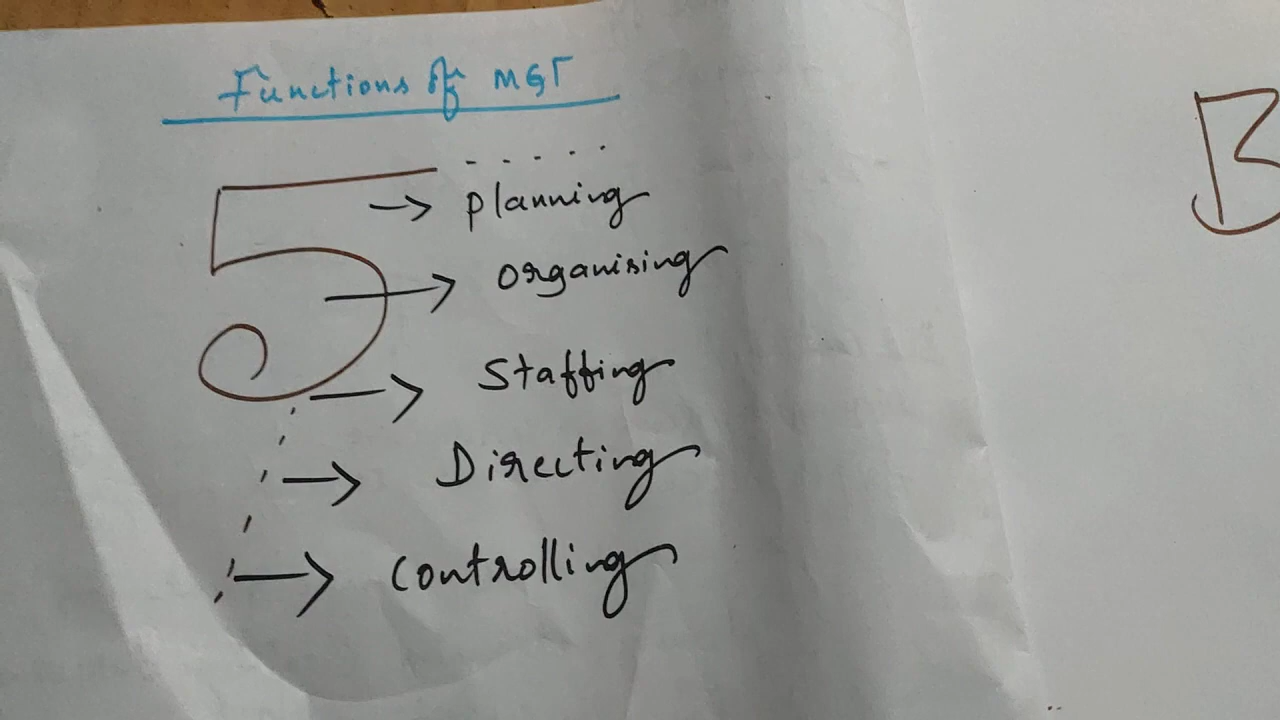 Functions of MGT
5
→ planning
→ organising
→ Staffing
→ Directing
→ controlling
B